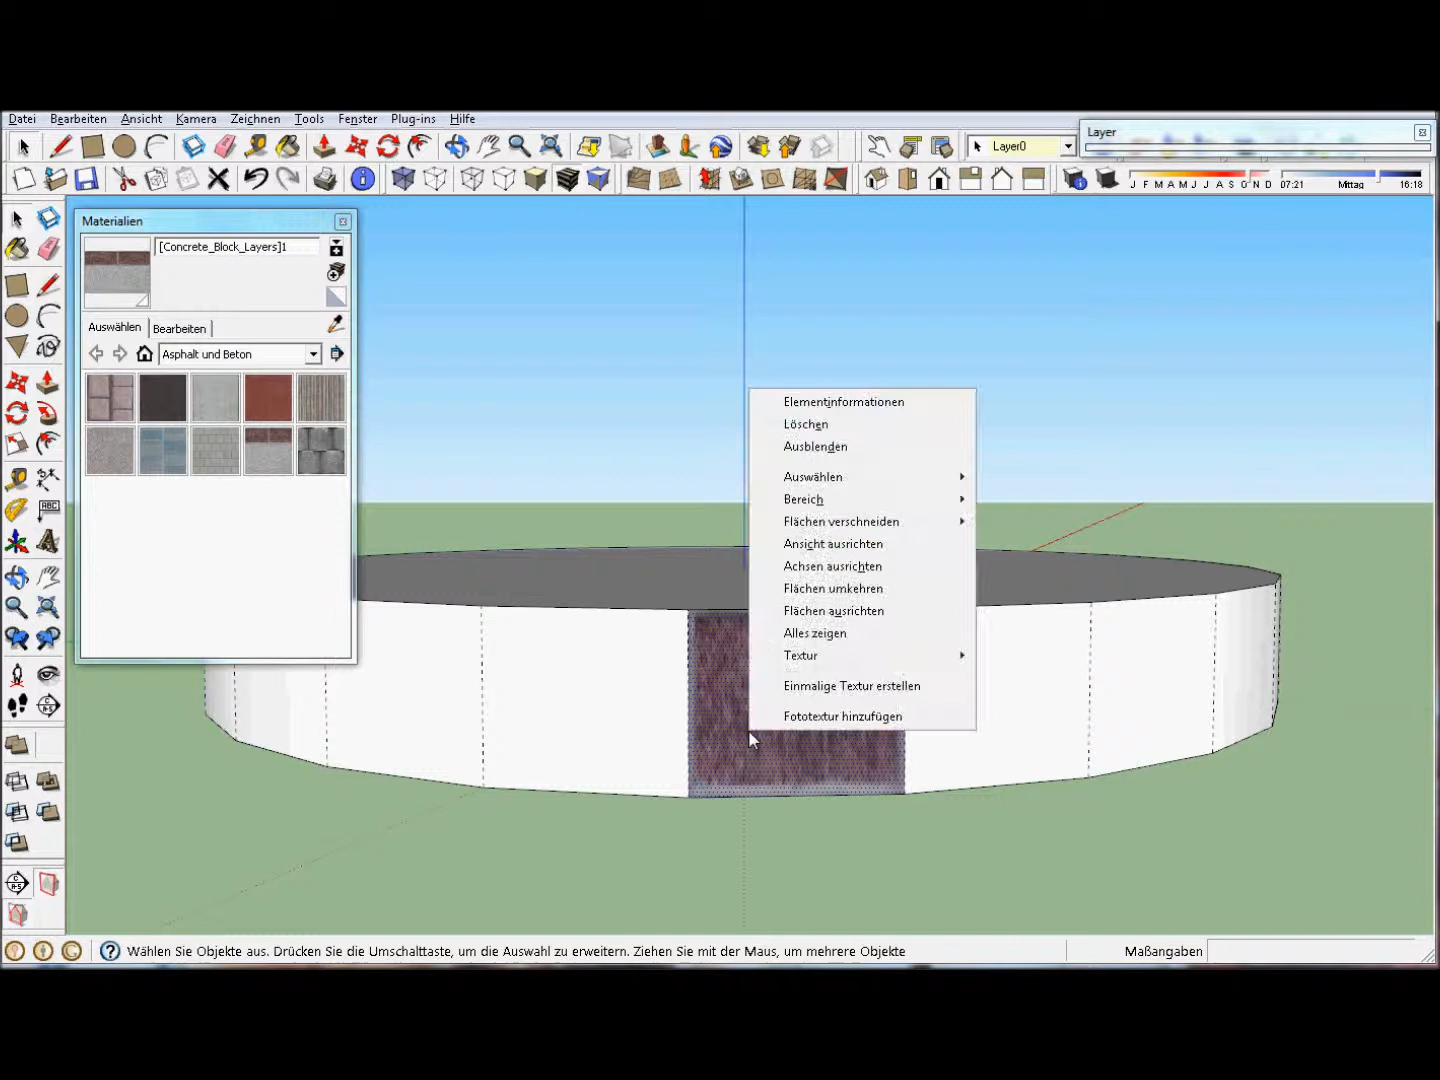 Datei Bearbeiten Ansicht Kamera Zeichnen Tools Fenster Plug-ins Hilfe
Layer
Layer0
J F M A M J J A S O N D 07:21 Mittag 16:18
Materialien
[Concrete_Block_Layers]1
Auswählen Bearbeiten
Asphalt und Beton
Elementinformationen
Löschen
Ausblenden
Auswählen
Bereich
Flächen verschneiden
Ansicht ausrichten
Achsen ausrichten
Flächen umkehren
Flächen ausrichten
Alles zeigen
Textur
Einmalige Textur erstellen
Fototextur hinzufügen
ABC
Wählen Sie Objekte aus. Drücken Sie die Umschalttaste, um die Auswahl zu erweitern. Ziehen Sie mit der Maus, um mehrere Objekte
Maßangaben